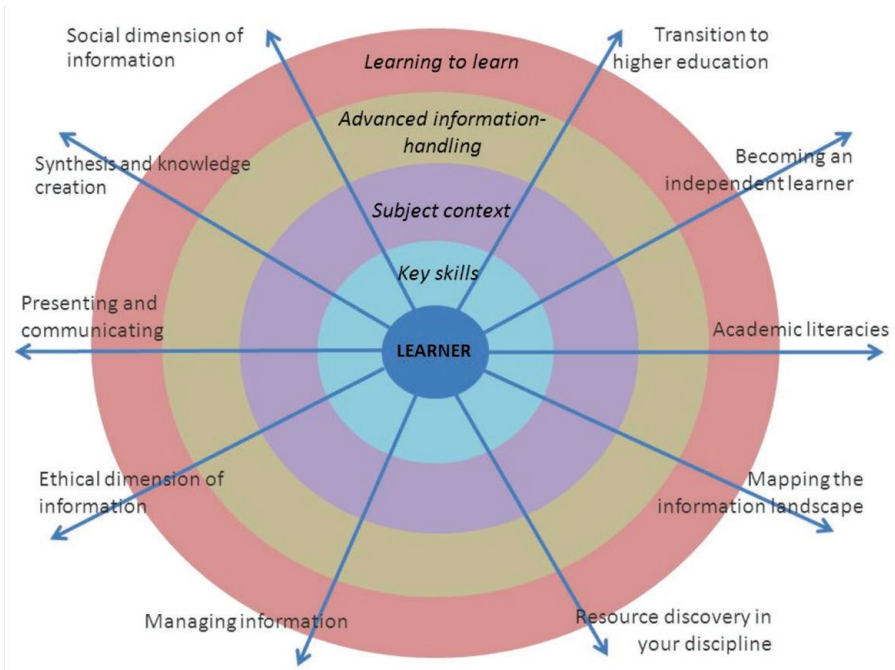 Social dimension of
information
Learning to learn
Transition to
higher education
Advanced information-
handling
Synthesis and knowledge
creation
Becoming an
independent learner
Subject context
Key skills
Presenting and
communicating
LEARNER
Academic literacies
Ethical dimension of
information
Mapping the
information landscape
Managing information
Resource discovery in
your discipline